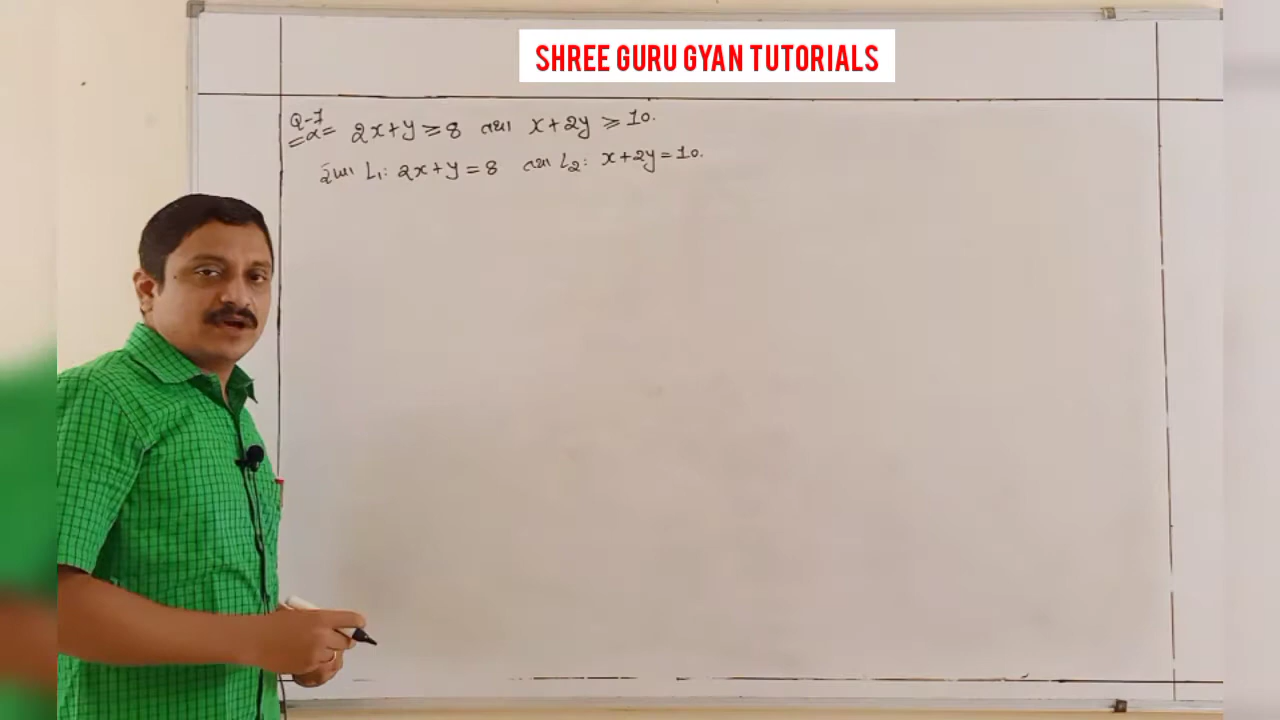 SHREE GURU GYAN TUTORIALS
Q-7
2x+y ≥ 8 તથા x+2y ≥ 10.
L₁: 2x+y = 8 તથા L₂: x+2y = 10.